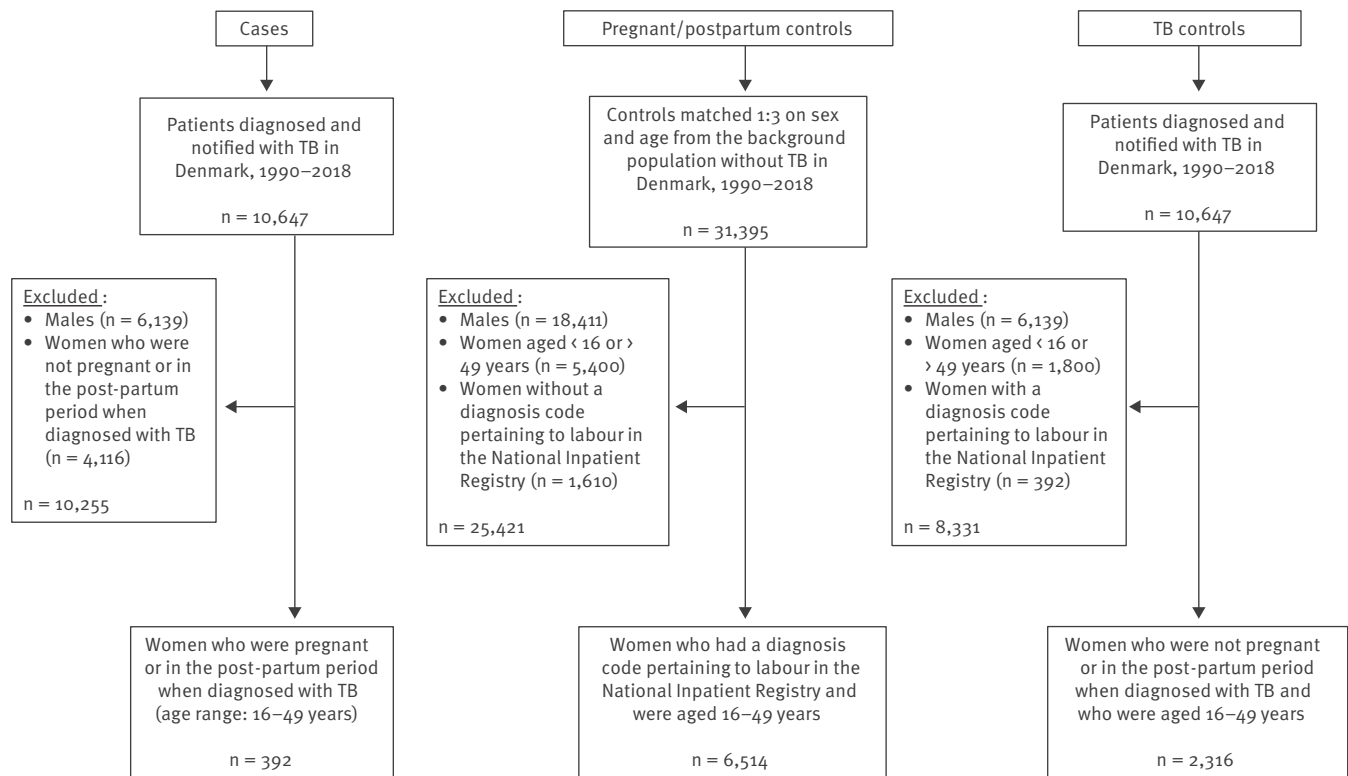 Cases
Patients diagnosed and
notified with TB in
Denmark, 1990–2018
n = 10,647
Excluded :
• Males (n = 6,139)
• Women who were
not pregnant or in
the post-partum
period when
diagnosed with TB
(n = 4,116)
n = 10,255
Women who were pregnant
or in the post-partum period
when diagnosed with TB
(age range: 16–49 years)
n = 392
Pregnant/postpartum controls
Controls matched 1:3 on sex
and age from the background
population without TB in
Denmark, 1990–2018
n = 31,395
Excluded :
• Males (n = 18,411)
• Women aged < 16 or >
49 years (n = 5,400)
• Women without a
diagnosis code
pertaining to labour in
the National Inpatient
Registry (n = 1,610)
n = 25,421
Women who had a diagnosis
code pertaining to labour in the
National Inpatient Registry and
were aged 16–49 years
n = 6,514
TB controls
Patients diagnosed and
notified with TB in
Denmark, 1990–2018
n = 10,647
Excluded :
• Males (n = 6,139)
• Women aged < 16 or
> 49 years (n = 1,800)
• Women with a
diagnosis code
pertaining to labour in
the National Inpatient
Registry (n = 392)
n = 8,331
Women who were not pregnant
or in the post-partum period
when diagnosed with TB and
who were aged 16–49 years
n = 2,316